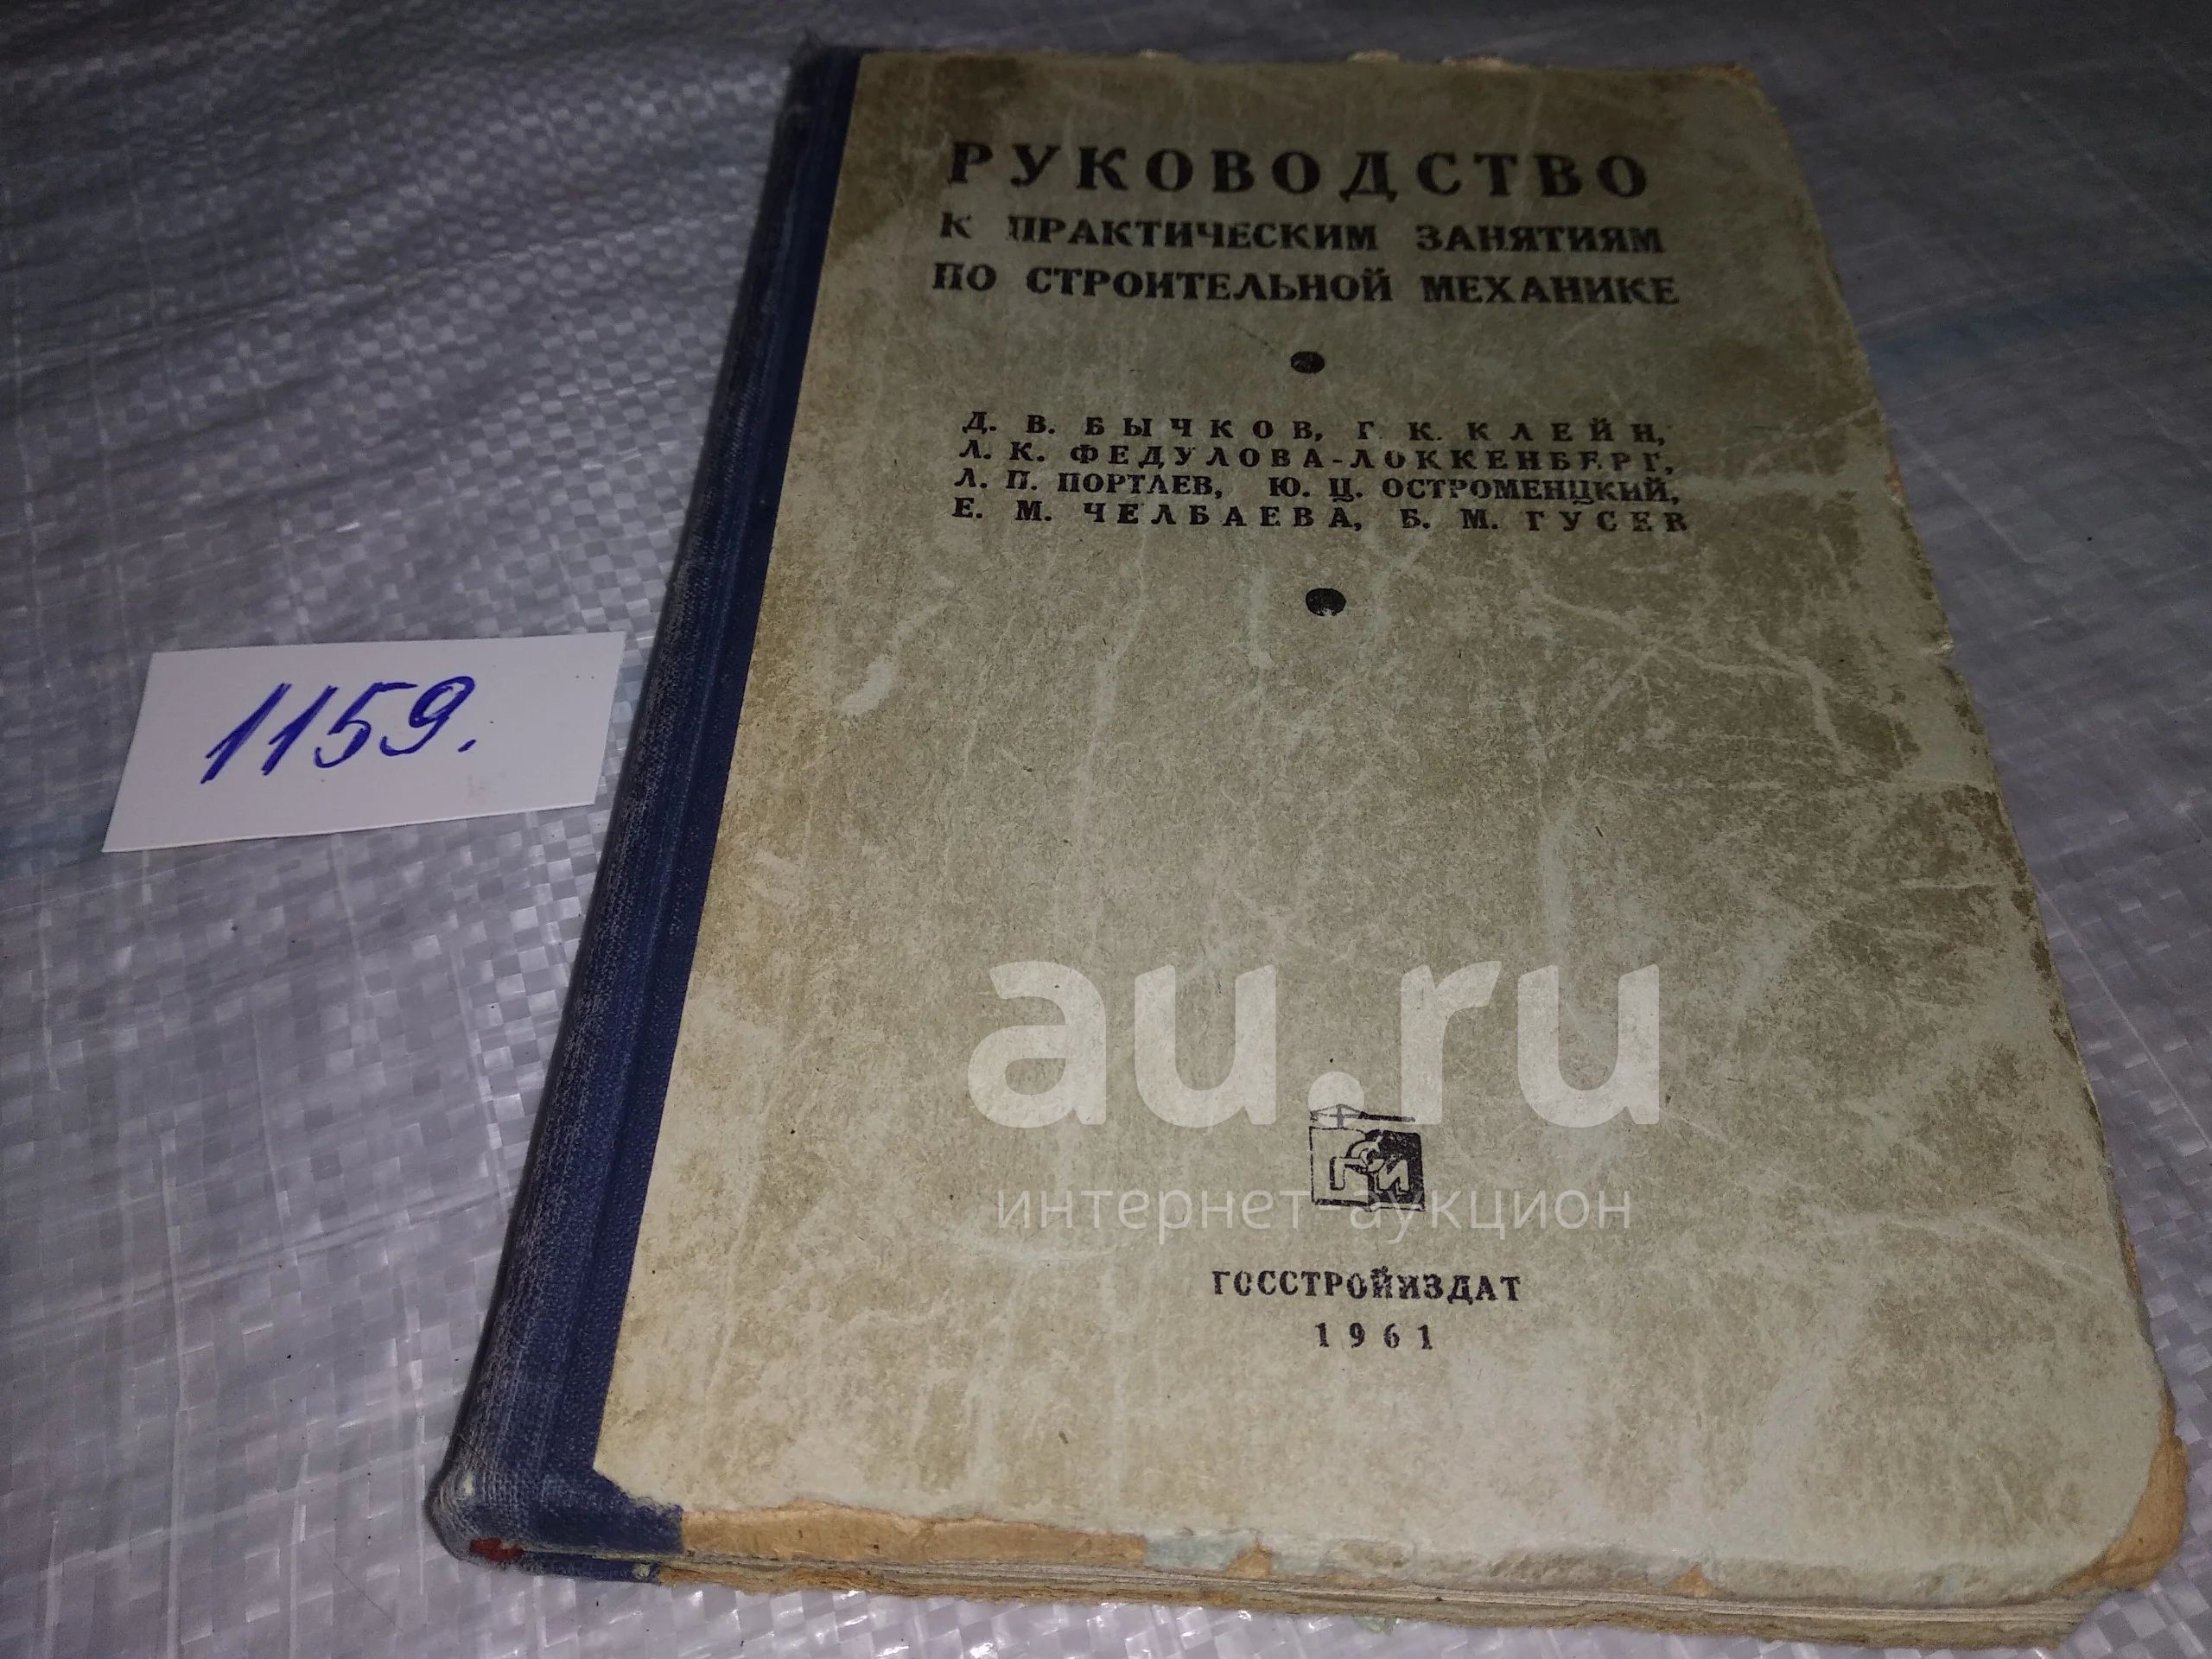 РУКОВОДСТВО
К ПРАКТИЧЕСКИМ ЗАНЯТИЯМ
ПО СТРОИТЕЛЬНОЙ МЕХАНИКЕ
Д. В. БЫЧКОВ, Г. К. КЛЕЙН,
Л. К. ФЕДУЛОВА-ЛОККЕНБЕРГ,
Л. П. ПОРТАЕВ, Ю. Ц. ОСТРОМЕНЦКИЙ,
Е. М. ЧЕЛБАЕВА, Б. М. ГУСЕВ
1159.
au.ru
ГСИ
интернет аукцион
ГОССТРОЙИЗДАТ
1961